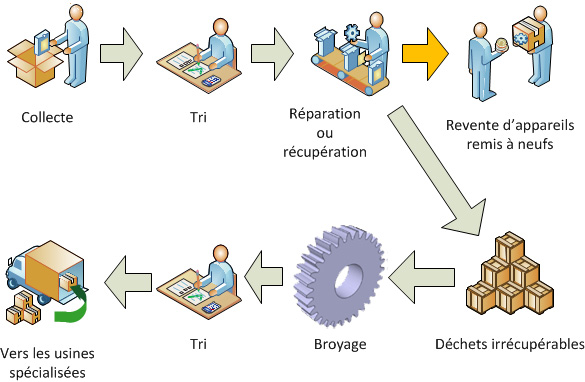 Collecte
Tri
Réparation
ou
récupération
Revente d'appareils
remis à neufs
Vers les usines
spécialisées
Tri
Broyage
Déchets irrécupérables